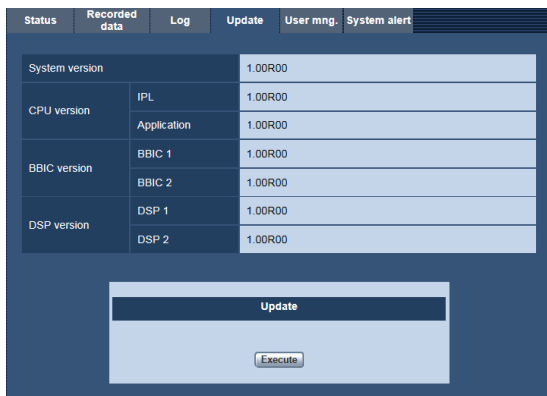 Status Recorded data Log Update User mng. System alert
System version 1.00R00
CPU version IPL 1.00R00
Application 1.00R00
BBIC version BBIC 1 1.00R00
BBIC 2 1.00R00
DSP version DSP 1 1.00R00
DSP 2 1.00R00
Update
Execute